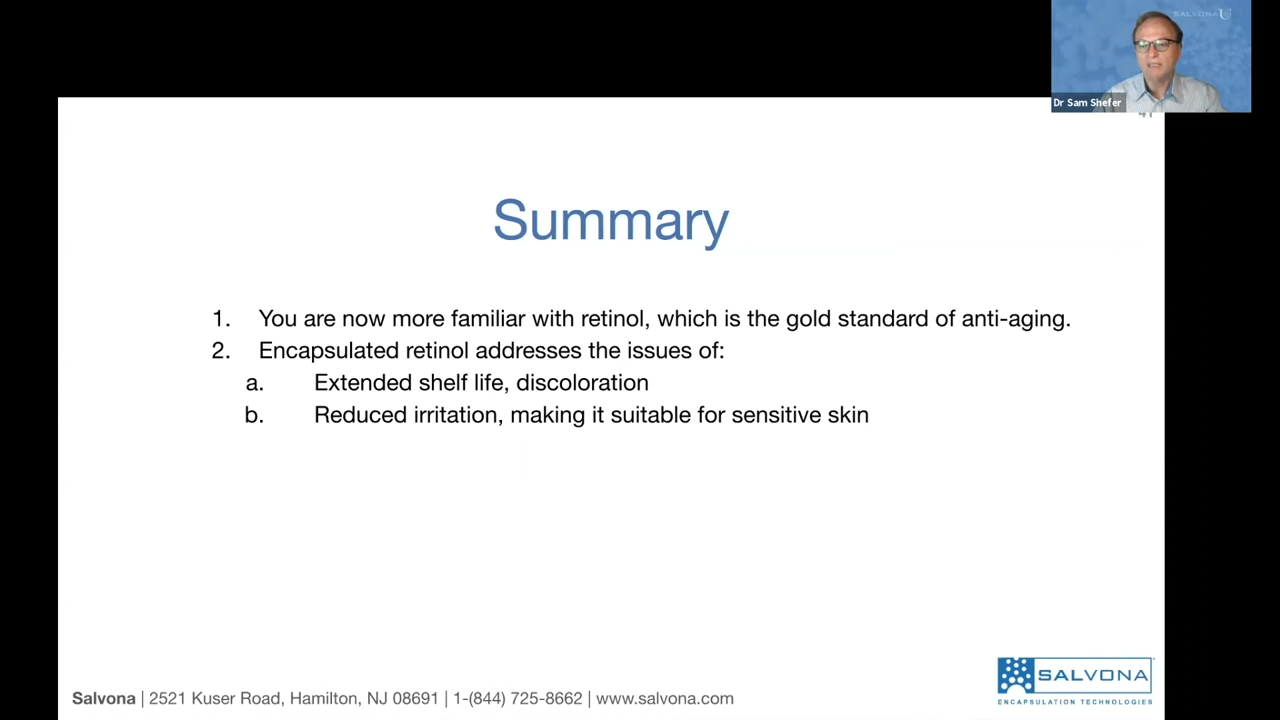 SALVONA U
Dr Sam Shefer
Summary
1. You are now more familiar with retinol, which is the gold standard of anti-aging.
2. Encapsulated retinol addresses the issues of:
a. Extended shelf life, discoloration
b. Reduced irritation, making it suitable for sensitive skin
SALVONA
ENCAPSULATION TECHNOLOGIES
Salvona | 2521 Kuser Road, Hamilton, NJ 08691 | 1-(844) 725-8662 | www.salvona.com